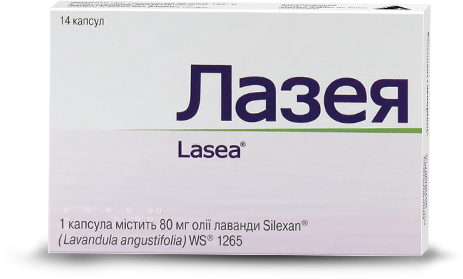 14 капсул
Лазея
Lasea®
1 капсула містить 80 мг олії лаванди Silexan®
(Lavandula angustifolia) WS® 1265